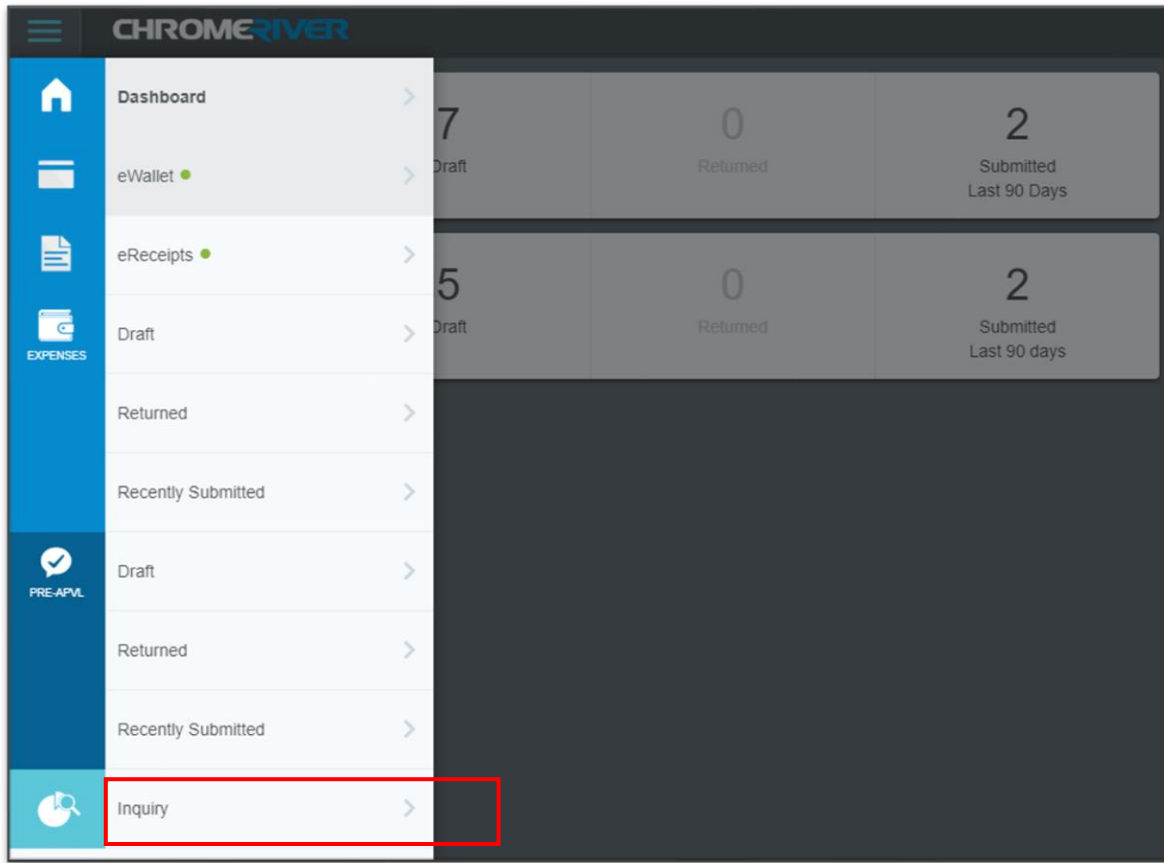 CHROMERIVER
Dashboard
eWallet
eReceipts
EXPENSES
Draft
Returned
Recently Submitted
PRE-APVL
Draft
Returned
Recently Submitted
Inquiry
7
Draft
0
Returned
2
Submitted
Last 90 Days
5
Draft
0
Returned
2
Submitted
Last 90 days